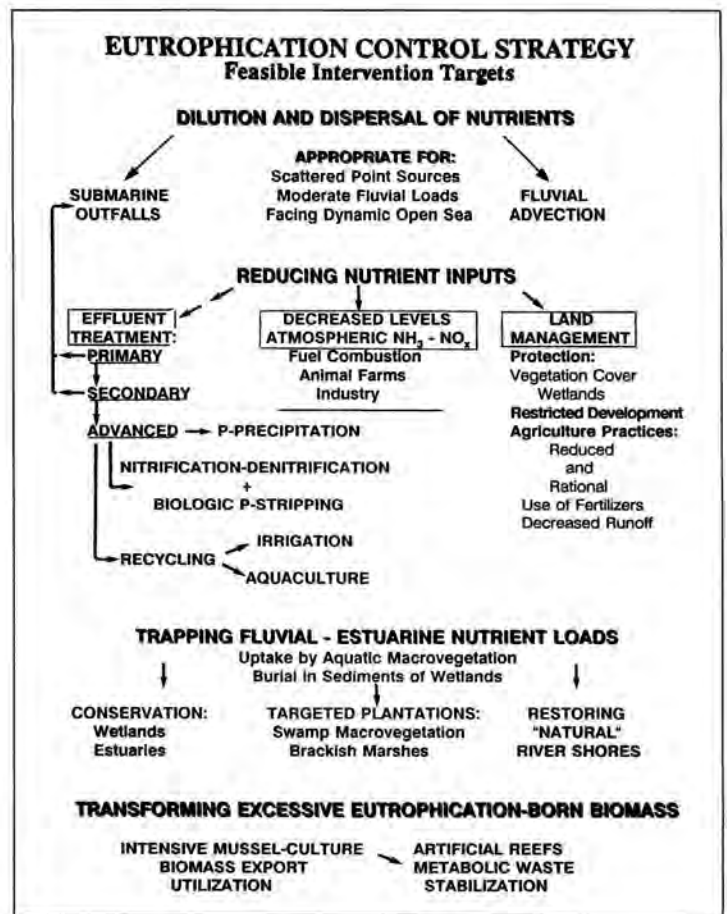 EUTROPHICATION CONTROL STRATEGY
Feasible Intervention Targets
DILUTION AND DISPERSAL OF NUTRIENTS
APPROPRIATE FOR:
Scattered Point Sources
Moderate Fluvial Loads
Facing Dynamic Open Sea
SUBMARINE
OUTFALLS
FLUVIAL
ADVECTION
REDUCING NUTRIENT INPUTS
EFFLUENT
TREATMENT:
PRIMARY
SECONDARY
ADVANCED
P-PRECIPITATION
NITRIFICATION-DENITRIFICATION
+
BIOLOGIC P-STRIPPING
RECYCLING
IRRIGATION
AQUACULTURE
DECREASED LEVELS
ATMOSPHERIC NH₃ - NOₓ
Fuel Combustion
Animal Farms
Industry
LAND
MANAGEMENT
Protection:
Vegetation Cover
Wetlands
Restricted Development
Agriculture Practices:
Reduced
and
Rational
Use of Fertilizers
Decreased Runoff
TRAPPING FLUVIAL - ESTUARINE NUTRIENT LOADS
Uptake by Aquatic Macrovegetation
Burial in Sediments of Wetlands
CONSERVATION:
Wetlands
Estuaries
TARGETED PLANTATIONS:
Swamp Macrovegetation
Brackish Marshes
RESTORING
"NATURAL"
RIVER SHORES
TRANSFORMING EXCESSIVE EUTROPHICATION-BORN BIOMASS
INTENSIVE MUSSEL-CULTURE
BIOMASS EXPORT
UTILIZATION
ARTIFICIAL REEFS
METABOLIC WASTE
STABILIZATION